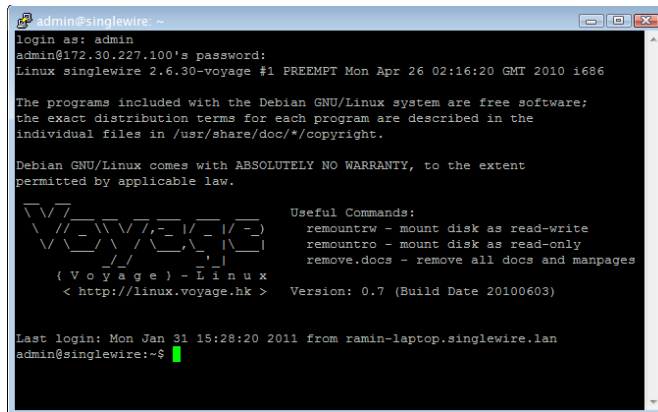 admin@singlewire: ~
login as: admin
admin@172.30.227.100's password:
Linux singlewire 2.6.30-voyage #1 PREEMPT Mon Apr 26 02:16:20 GMT 2010 i686
The programs included with the Debian GNU/Linux system are free software;
the exact distribution terms for each program are described in the
individual files in /usr/share/doc/*/copyright.
Debian GNU/Linux comes with ABSOLUTELY NO WARRANTY, to the extent
permitted by applicable law.
Voyage
{ V o y a g e } - L i n u x
< http://linux.voyage.hk >
Useful Commands:
remountrw - mount disk as read-write
remountro - mount disk as read-only
remove.docs - remove all docs and manpages
Version: 0.7 (Build Date 20100603)
Last login: Mon Jan 31 15:28:20 2011 from ramin-laptop.singlewire.lan
admin@singlewire:~$